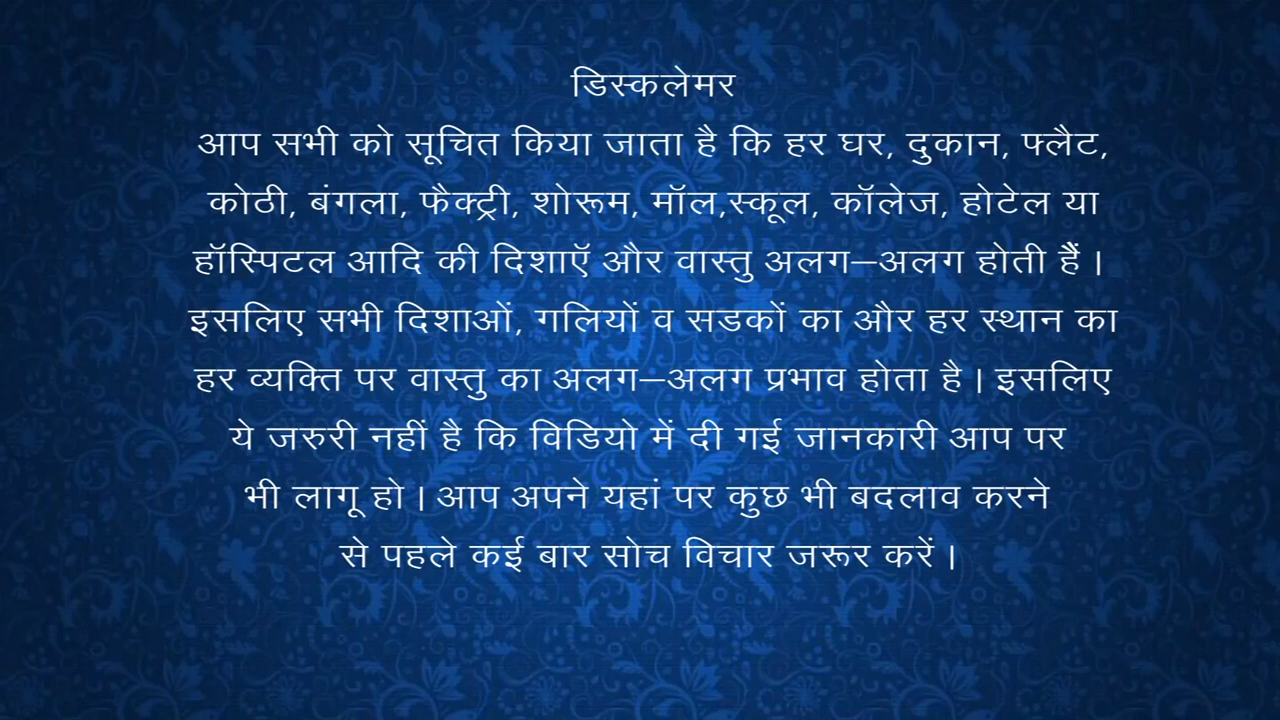 डिस्कलेमर
आप सभी को सूचित किया जाता है कि हर घर, दुकान, फ्लैट,
कोठी, बंगला, फैक्ट्री, शोरूम, मॉल,स्कूल, कॉलेज, होटेल या
हॉस्पिटल आदि की दिशाऍ और वास्तु अलग–अलग होती हैं ।
इसलिए सभी दिशाओं, गलियों व सडकों का और हर स्थान का
हर व्यक्ति पर वास्तु का अलग–अलग प्रभाव होता है । इसलिए
ये जरुरी नहीं है कि विडियो में दी गई जानकारी आप पर
भी लागू हो । आप अपने यहां पर कुछ भी बदलाव करने
से पहले कई बार सोच विचार जरूर करें ।